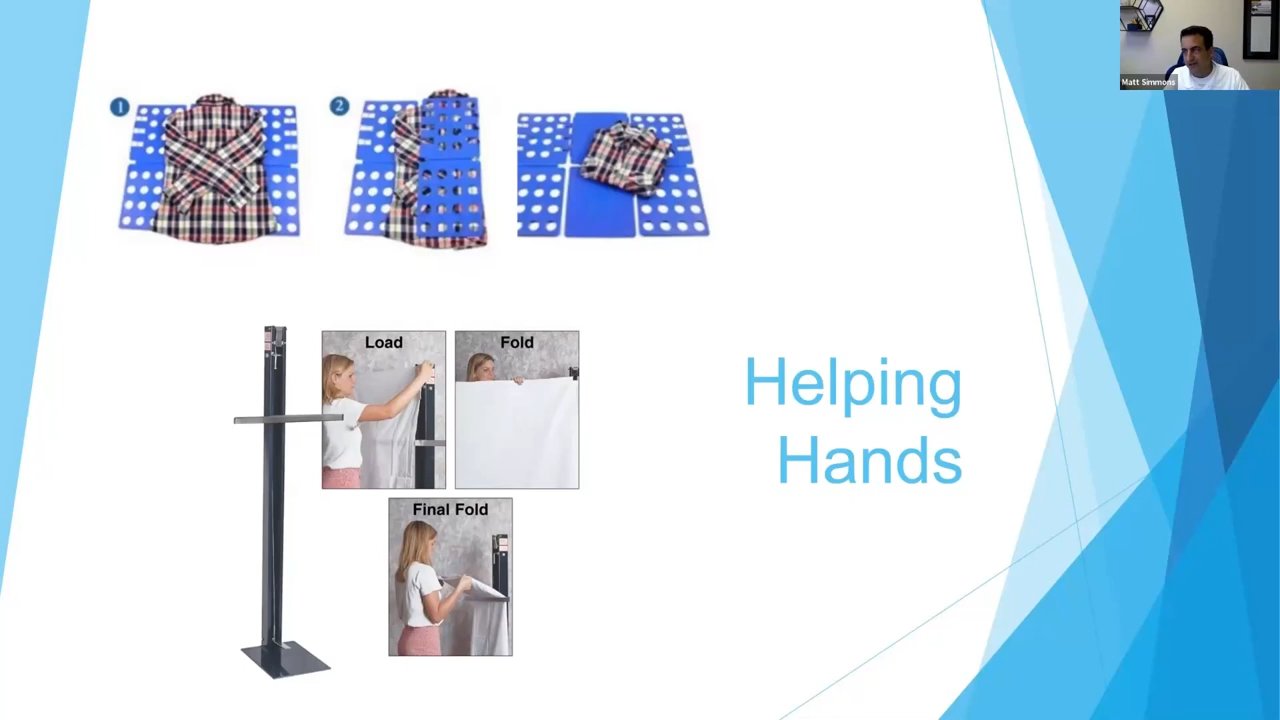 1
2
Matt Simmons
Load
Fold
Final Fold
Helping
Hands